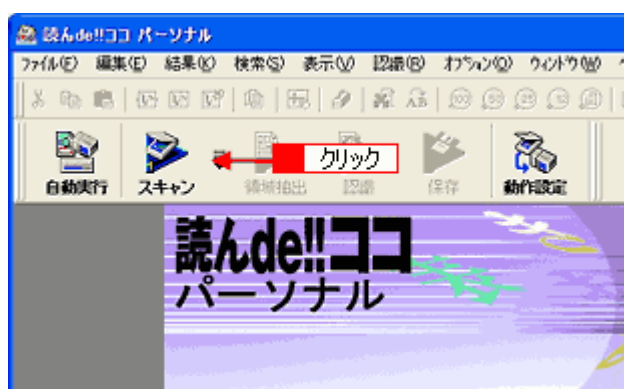 読んde!!ココ パーソナル
ファイル(F) 編集(E) 結果(K) 検索(S) 表示(V) 認識(R) オプション(O) ウィンドウ(W)
100 50 25
自動実行 スキャン 領域抽出 認識 保存 動作設定
クリック
読んde!!ココ
パーソナル